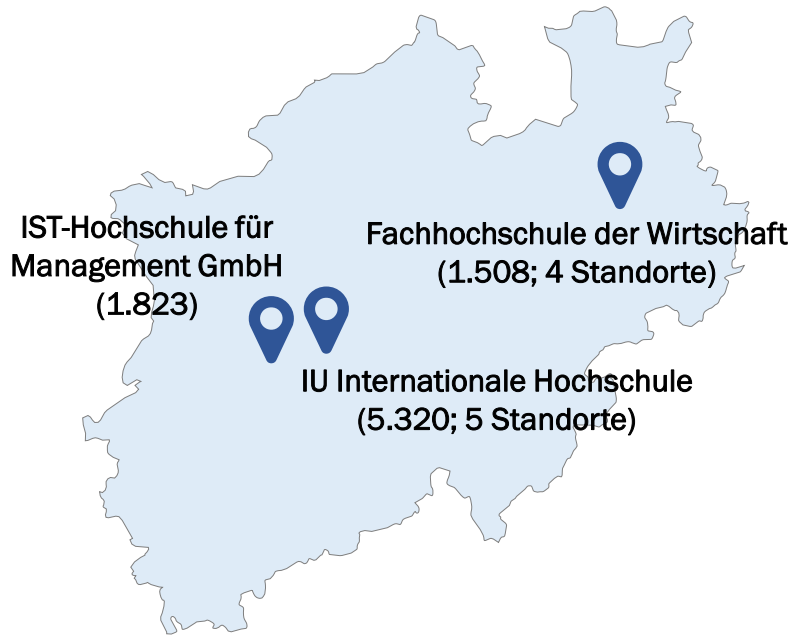 IST-Hochschule für
Management GmbH
(1.823)
Fachhochschule der Wirtschaft
(1.508; 4 Standorte)
IU Internationale Hochschule
(5.320; 5 Standorte)